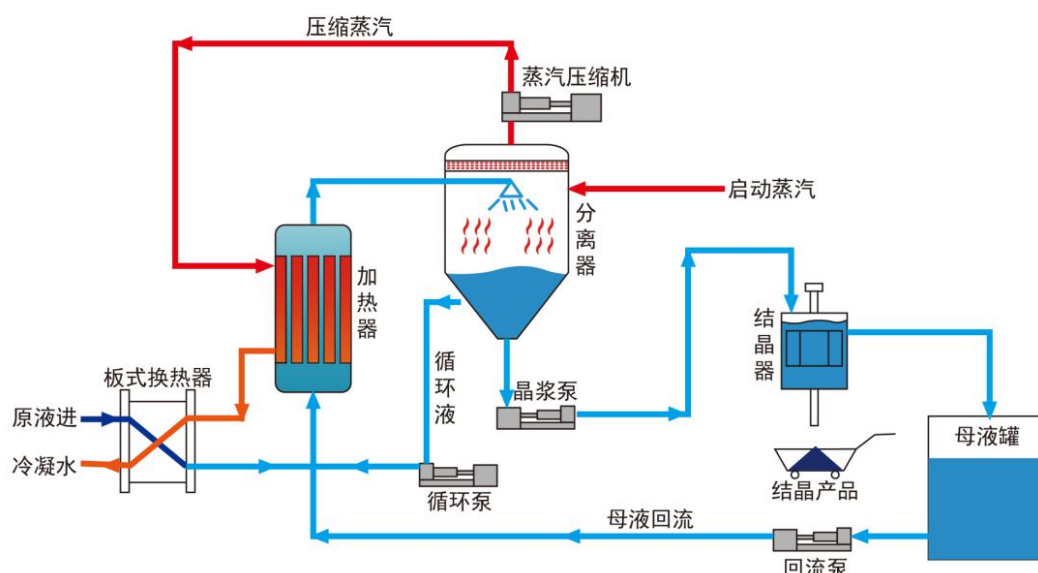 压缩蒸汽
蒸汽压缩机
启动蒸汽
分离器
加热器
结晶器
循环液
板式换热器
晶浆泵
原液进
冷凝水
母液罐
循环泵
结晶产品
母液回流
回流泵